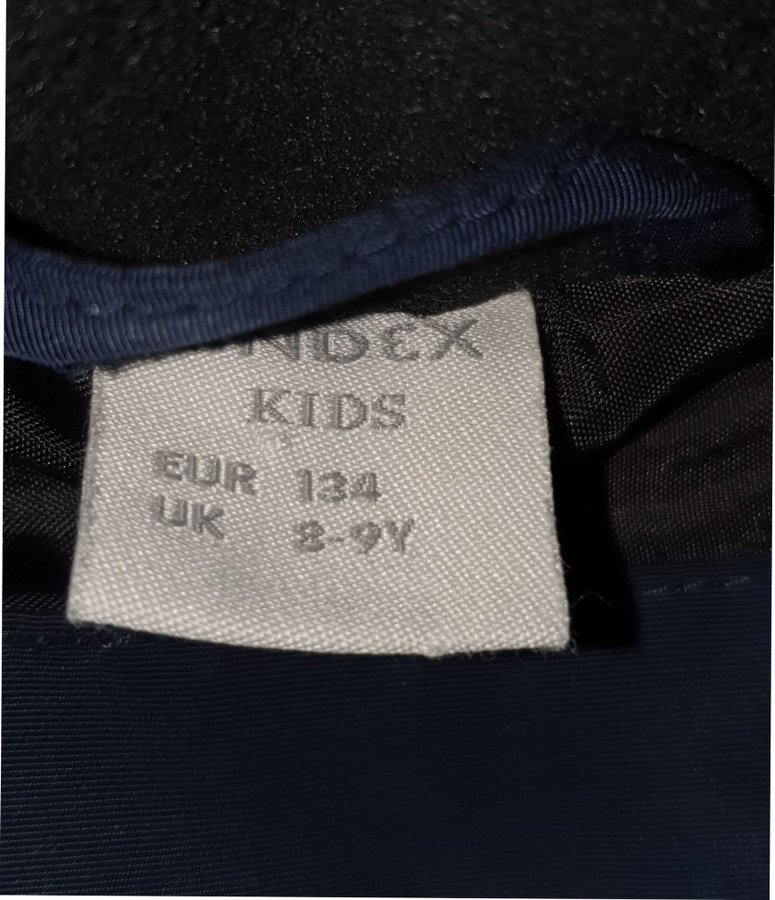 NDEX
KIDS
EUR 134
UK 8-9Y